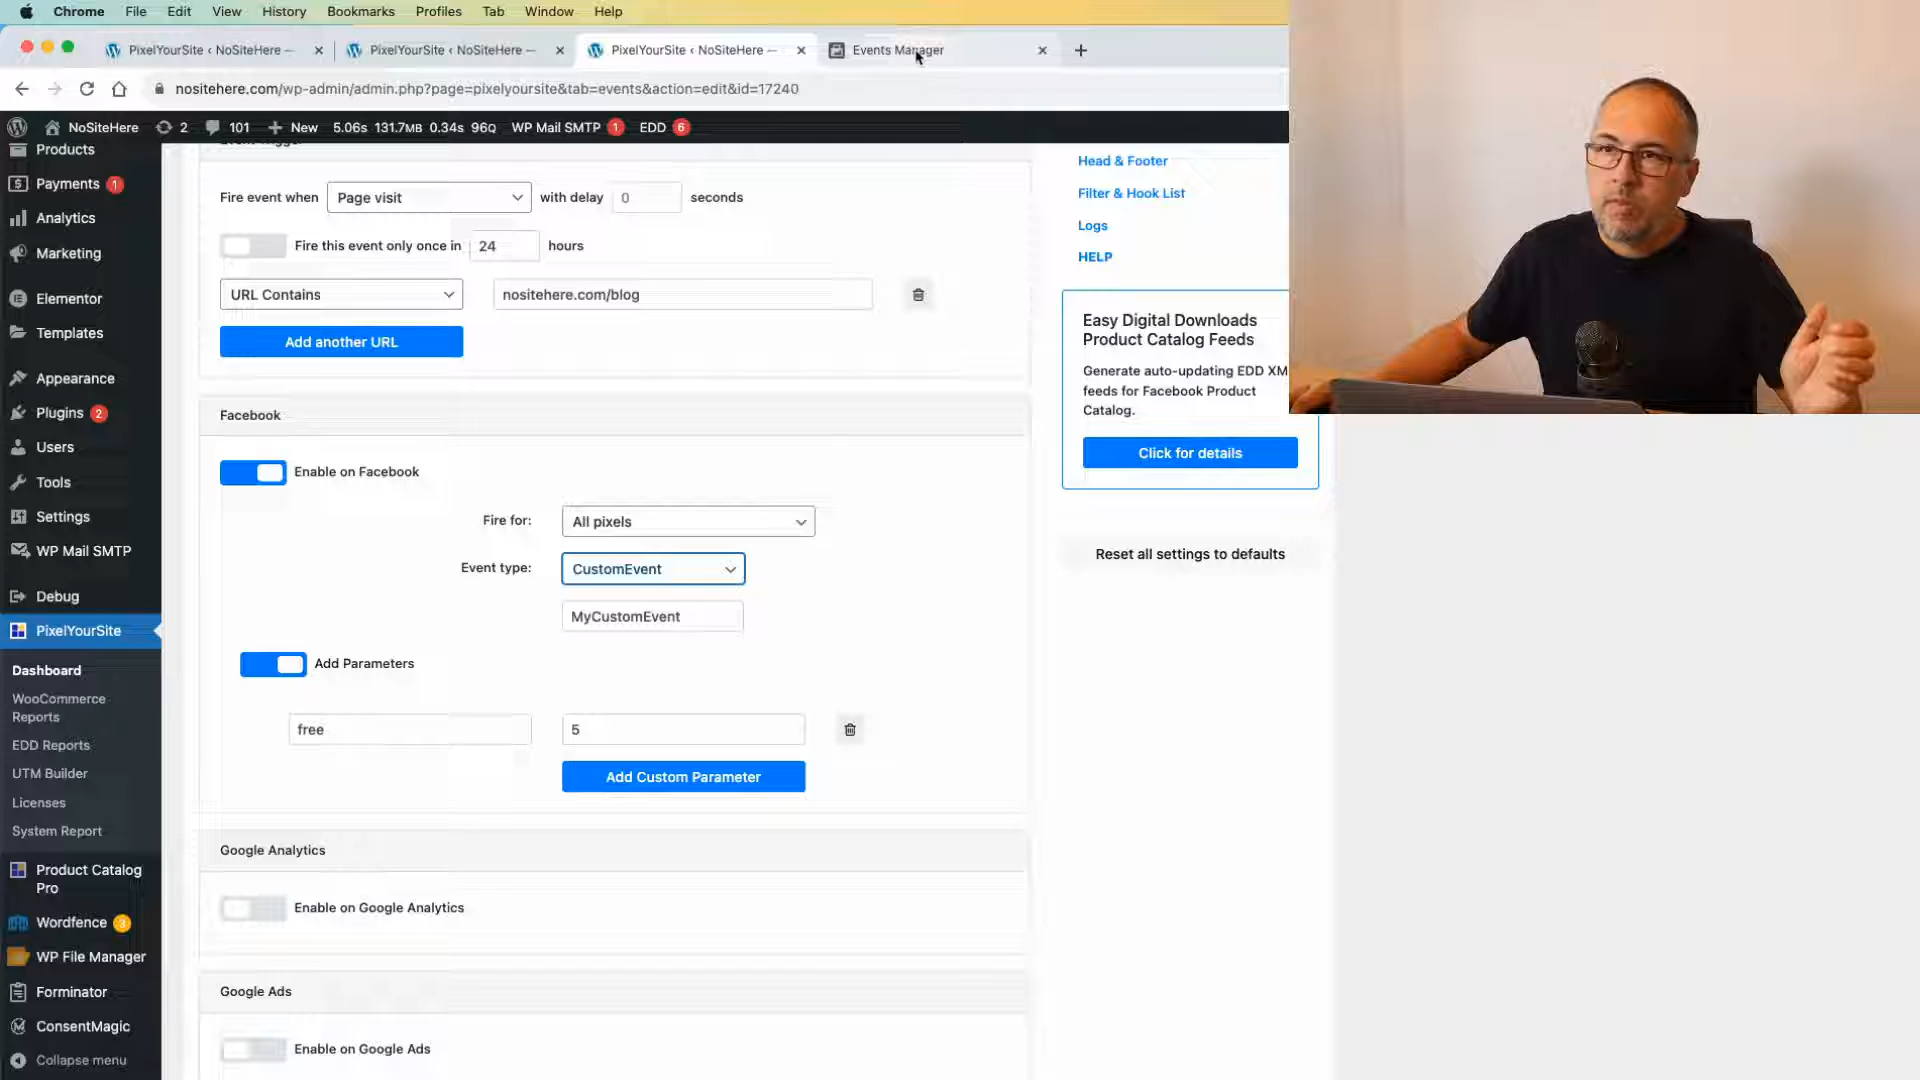 Chrome File Edit View History Bookmarks Profiles Tab Window Help
PixelYourSite ‹ NoSiteHere —
PixelYourSite ‹ NoSiteHere —
PixelYourSite ‹ NoSiteHere —
Events Manager
nositehere.com/wp-admin/admin.php?page=pixelyoursite&tab=events&action=edit&id=17240
NoSiteHere 2 101 New 5.06s 131.7MB 0.34s 96Q WP Mail SMTP 1 EDD 6
Products
Payments 1
Analytics
Marketing
Elementor
Templates
Appearance
Plugins 2
Users
Tools
Settings
WP Mail SMTP
Debug
PixelYourSite
Dashboard
WooCommerce
Reports
EDD Reports
UTM Builder
Licenses
System Report
Product Catalog
Pro
Wordfence 3
WP File Manager
Forminator
ConsentMagic
Collapse menu
Fire event when Page visit with delay 0 seconds
Fire this event only once in 24 hours
URL Contains nositehere.com/blog
Add another URL
Facebook
Enable on Facebook
Fire for: All pixels
Event type: CustomEvent
MyCustomEvent
Add Parameters
free 5
Add Custom Parameter
Google Analytics
Enable on Google Analytics
Google Ads
Enable on Google Ads
Head & Footer
Filter & Hook List
Logs
HELP
Easy Digital Downloads
Product Catalog Feeds
Generate auto-updating EDD XM
feeds for Facebook Product
Catalog.
Click for details
Reset all settings to defaults